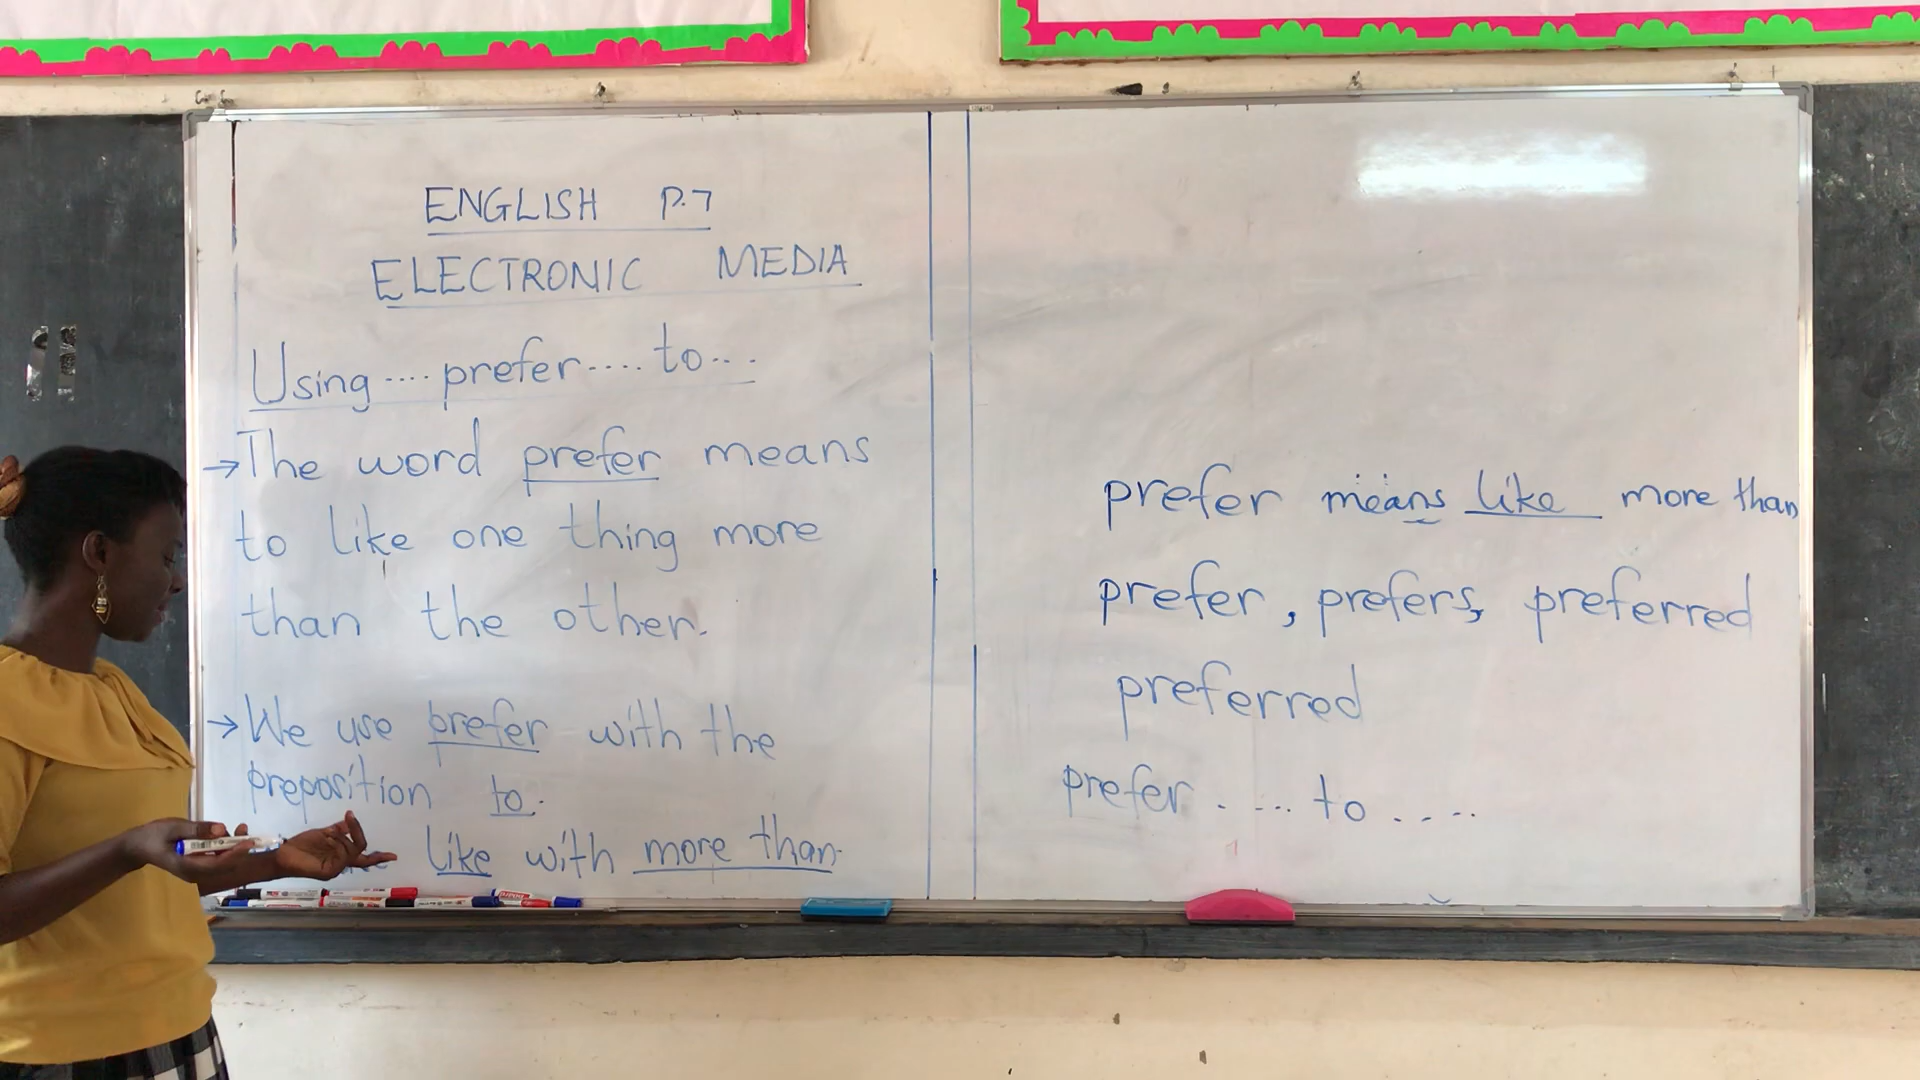 ENGLISH P.7
ELECTRONIC MEDIA
Using .... prefer .... to ...
→ The word prefer means
to like one thing more
than the other.
→ We use prefer with the
preposition to.
like with more than
prefer means like more than
prefer, prefers, preferred
preferred
prefer . ... to ....